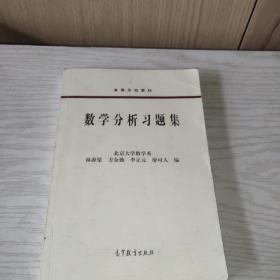 高等学校教材
数学分析习题集
北京大学数学系
林源渠 方企勤 李正元 廖可人 编
高等教育出版社